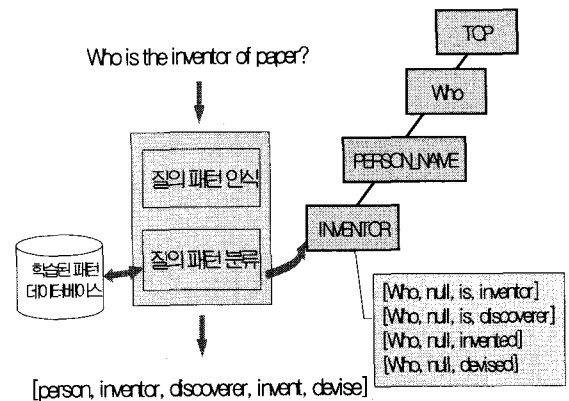 TOP
Who is the inventor of paper?
Who
PERSON_NAME
질의 패턴 인식
INVENTOR
질의 패턴 분류
학습된 패턴
데이터베이스
[Who, null, is, inventor]
[Who, null, is, discoverer]
[Who, null, invented]
[Who, null, devised]
[person, inventor, discoverer, invent, devise]